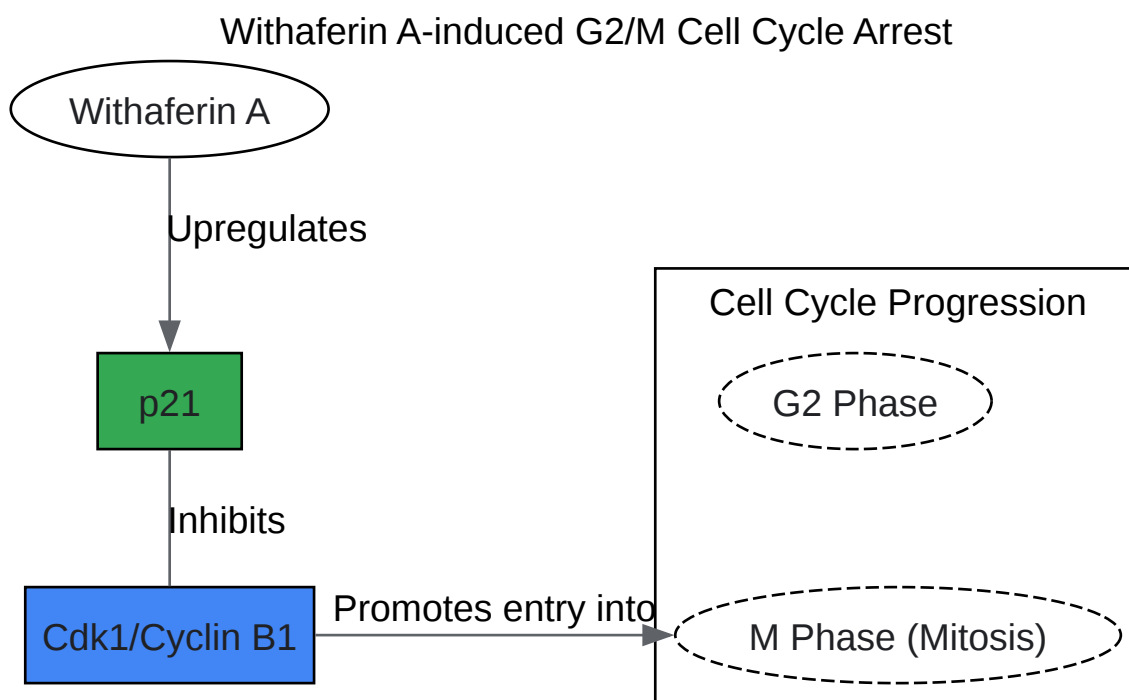 Withaferin A-induced G2/M Cell Cycle Arrest
Withaferin A
Upregulates
p21
Inhibits
Cdk1/Cyclin B1
Promotes entry into
Cell Cycle Progression
G2 Phase
M Phase (Mitosis)